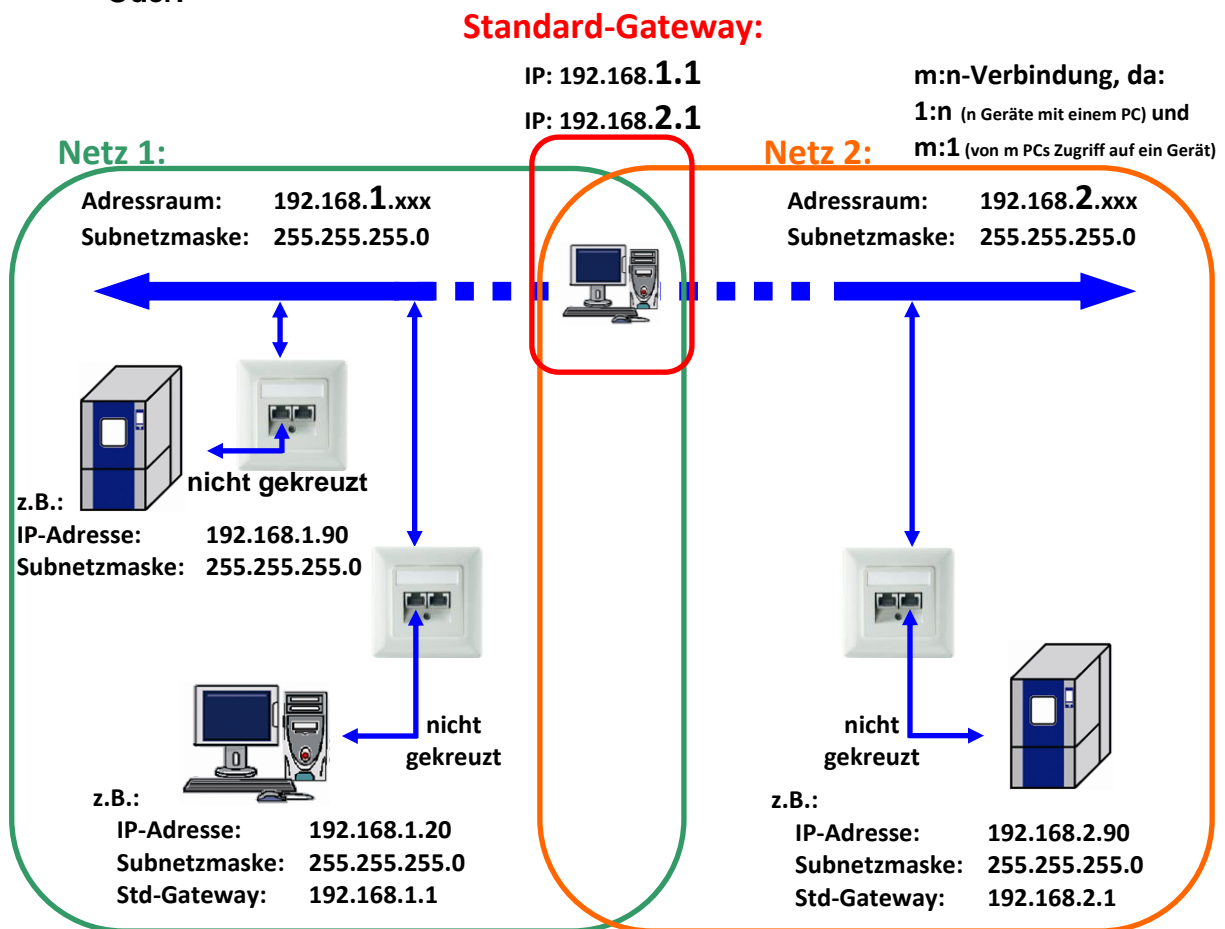 Standard-Gateway:
IP: 192.168.1.1
IP: 192.168.2.1
m:n-Verbindung, da:
1:n (n Geräte mit einem PC) und
m:1 (von m PCs Zugriff auf ein Gerät)
Netz 1:
Adressraum: 192.168.1.xxx
Subnetzmaske: 255.255.255.0
Netz 2:
Adressraum: 192.168.2.xxx
Subnetzmaske: 255.255.255.0
nicht gekreuzt
z.B.:
IP-Adresse: 192.168.1.90
Subnetzmaske: 255.255.255.0
nicht
gekreuzt
z.B.:
IP-Adresse: 192.168.1.20
Subnetzmaske: 255.255.255.0
Std-Gateway: 192.168.1.1
nicht
gekreuzt
z.B.:
IP-Adresse: 192.168.2.90
Subnetzmaske: 255.255.255.0
Std-Gateway: 192.168.2.1